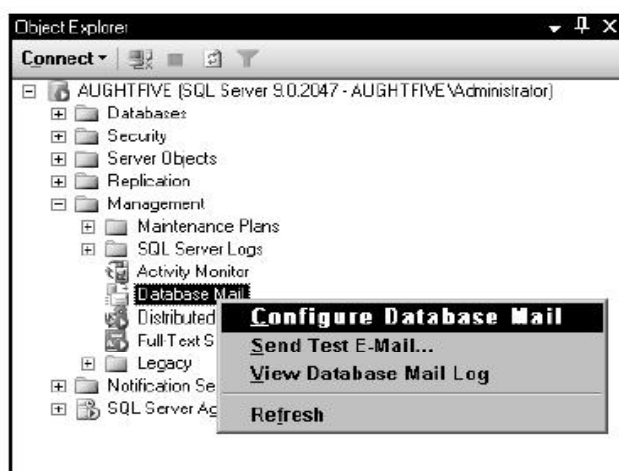 Object Explorer
Connect
AUGHTFIVE (SQL Server 9.0.2047 - AUGHTFIVE\Administrator)
Databases
Security
Server Objects
Replication
Management
Maintenance Plans
SQL Server Logs
Activity Monitor
Database Mail
Distributed
Full-Text S
Legacy
Notification Se
SQL Server Ag
Configure Database Mail
Send Test E-Mail...
View Database Mail Log
Refresh